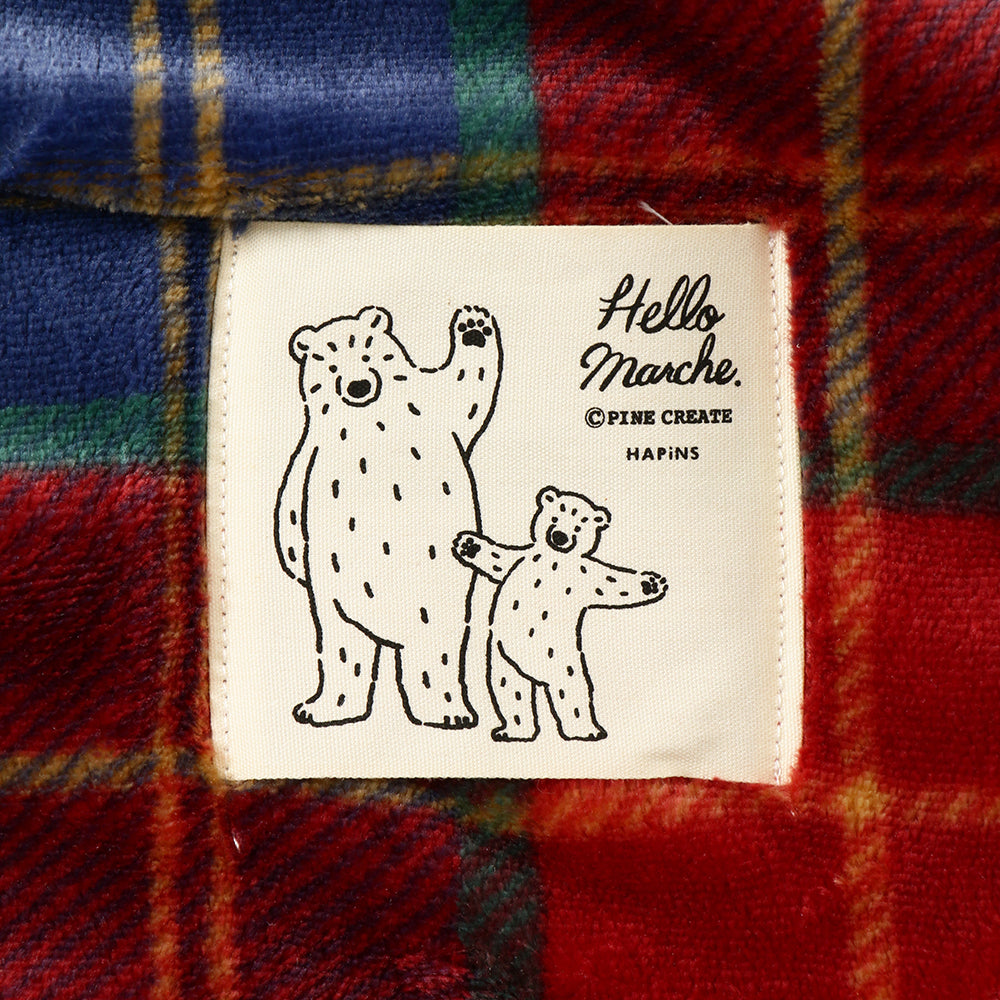 Hello
Marche.
©PINE CREATE
HAPiNS